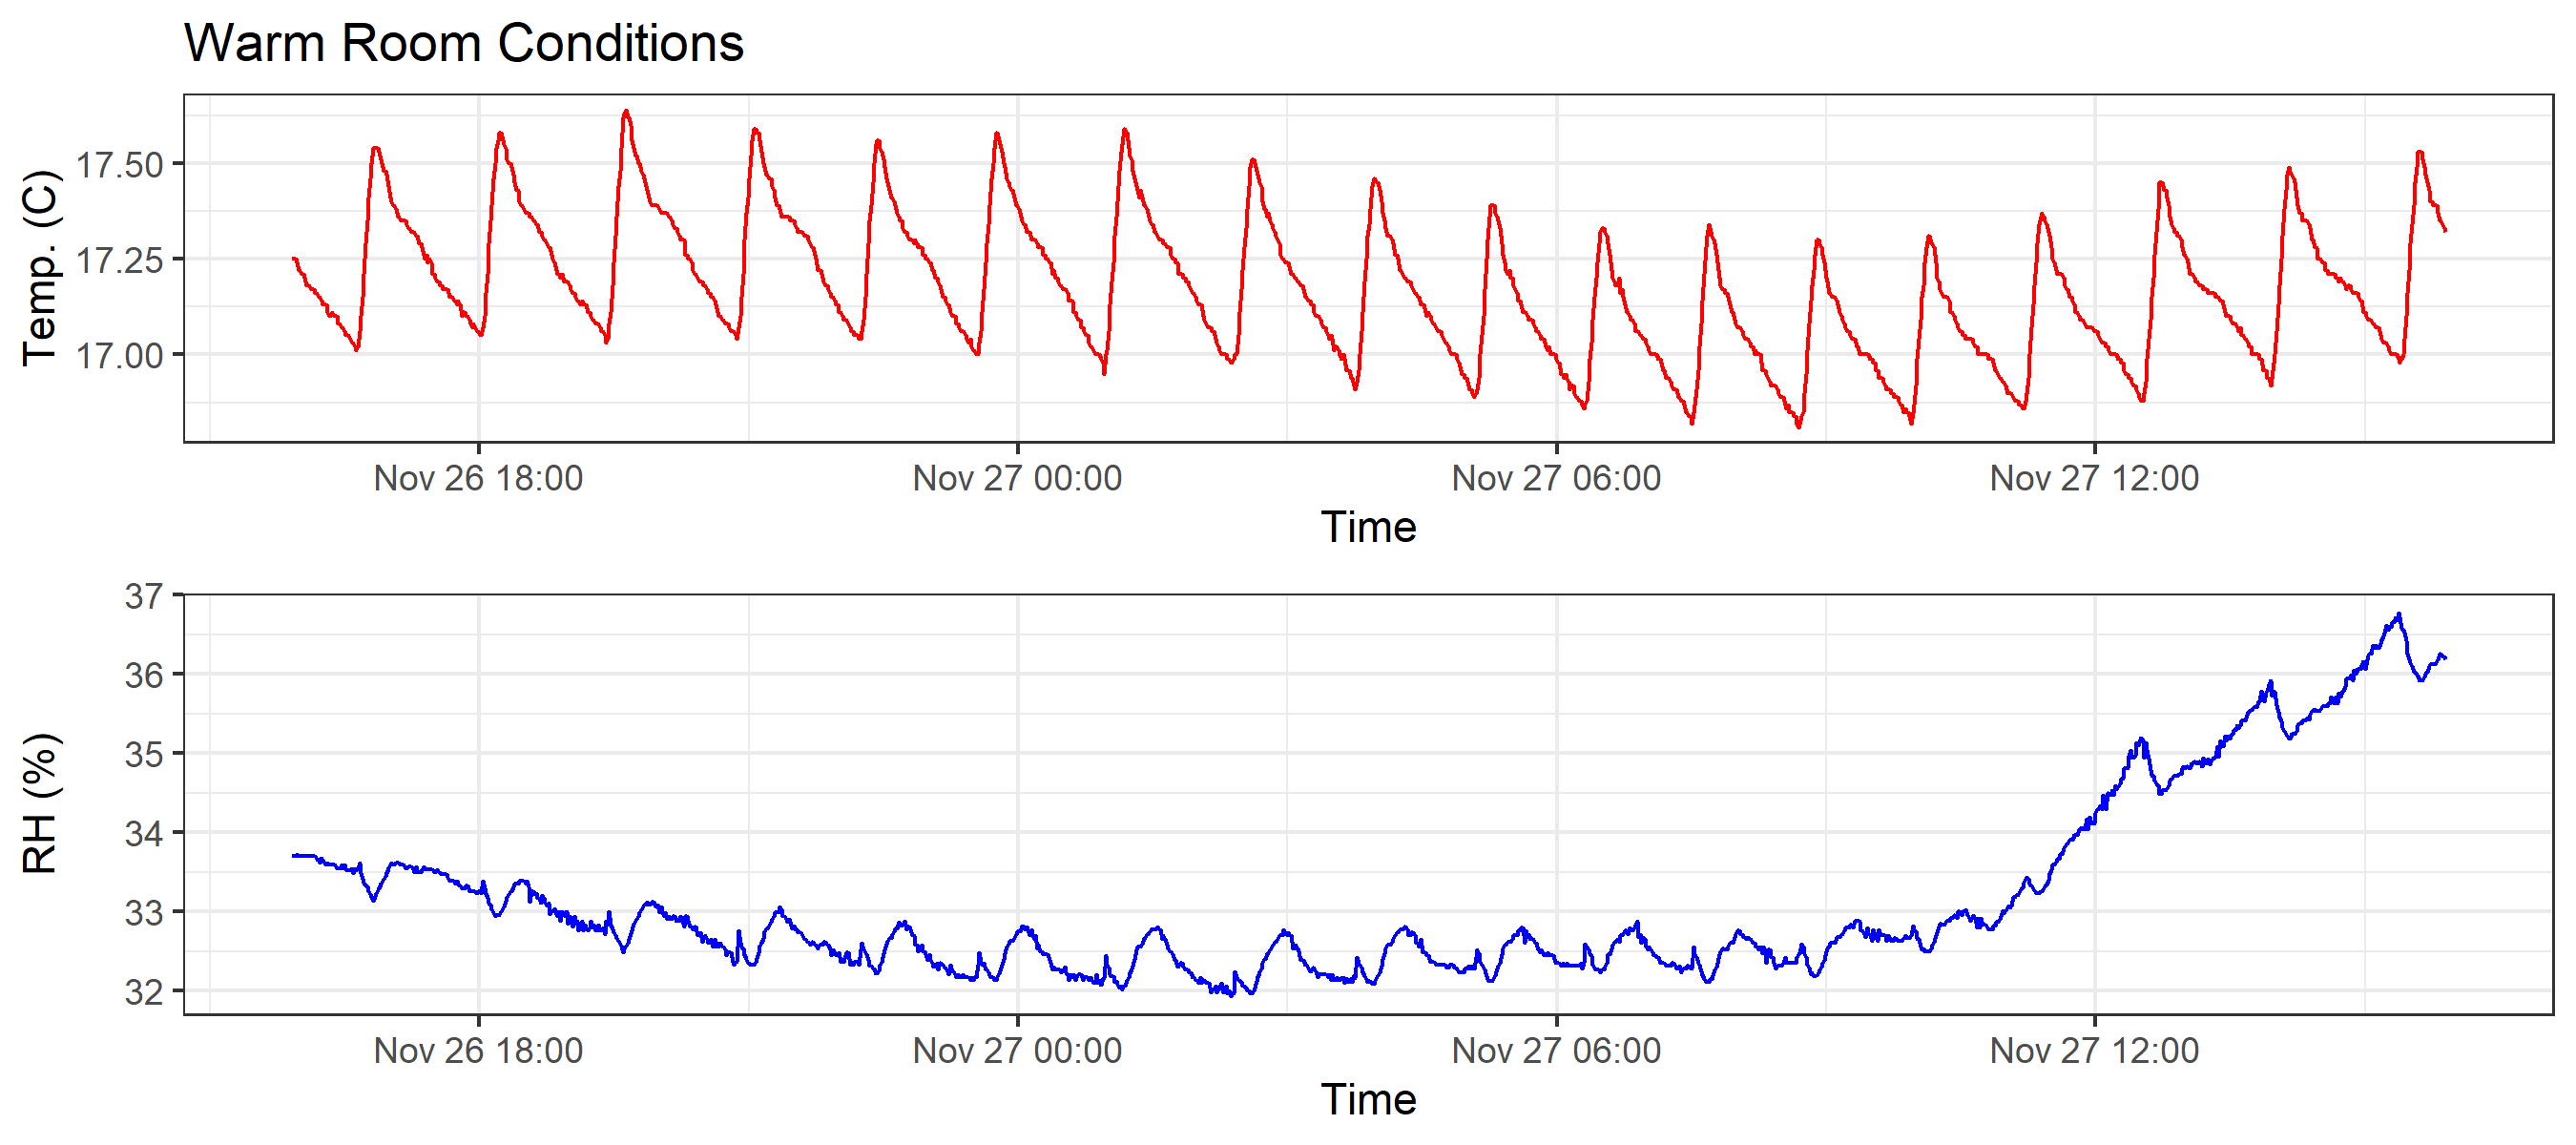 Warm Room Conditions
Temp. (C)
17.50
17.25
17.00
Nov 26 18:00 Nov 27 00:00 Nov 27 06:00 Nov 27 12:00
Time
RH (%)
37
36
35
34
33
32
Nov 26 18:00 Nov 27 00:00 Nov 27 06:00 Nov 27 12:00
Time